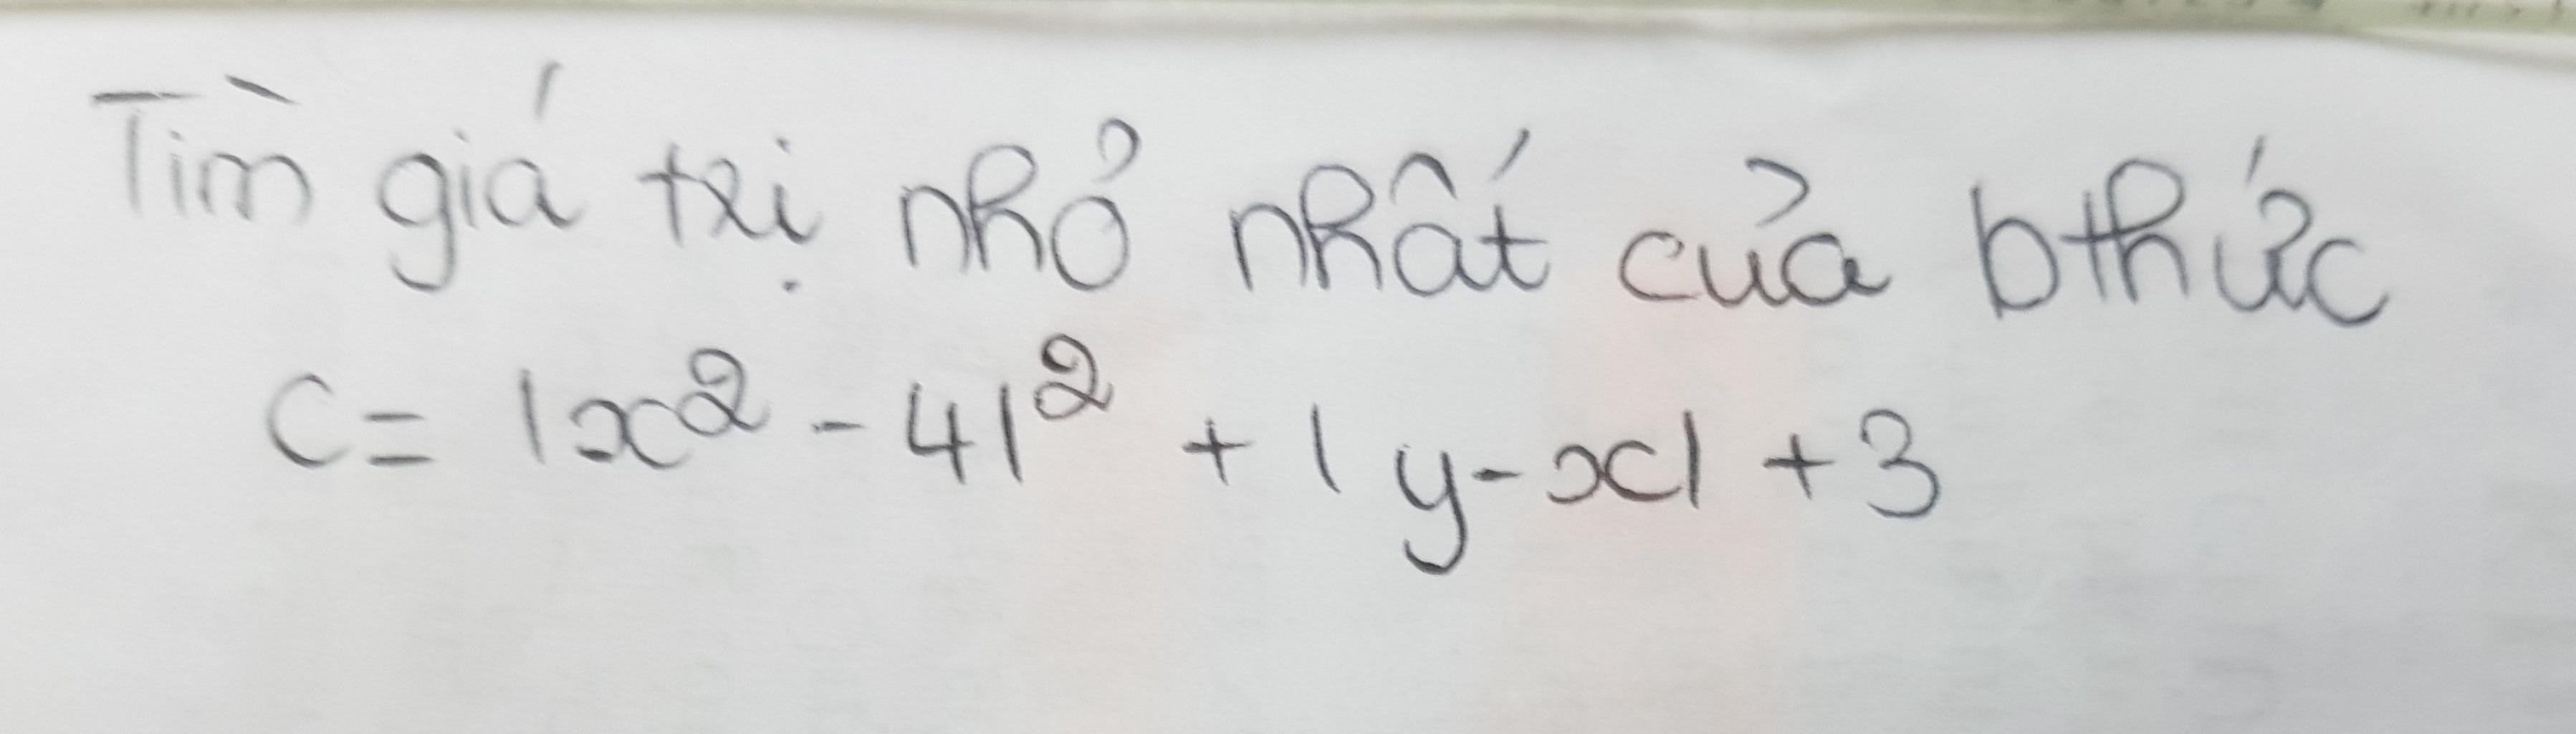 Tìm giá trị nhỏ nhất của bthức
C = |x² - 4|² + |y - x| + 3